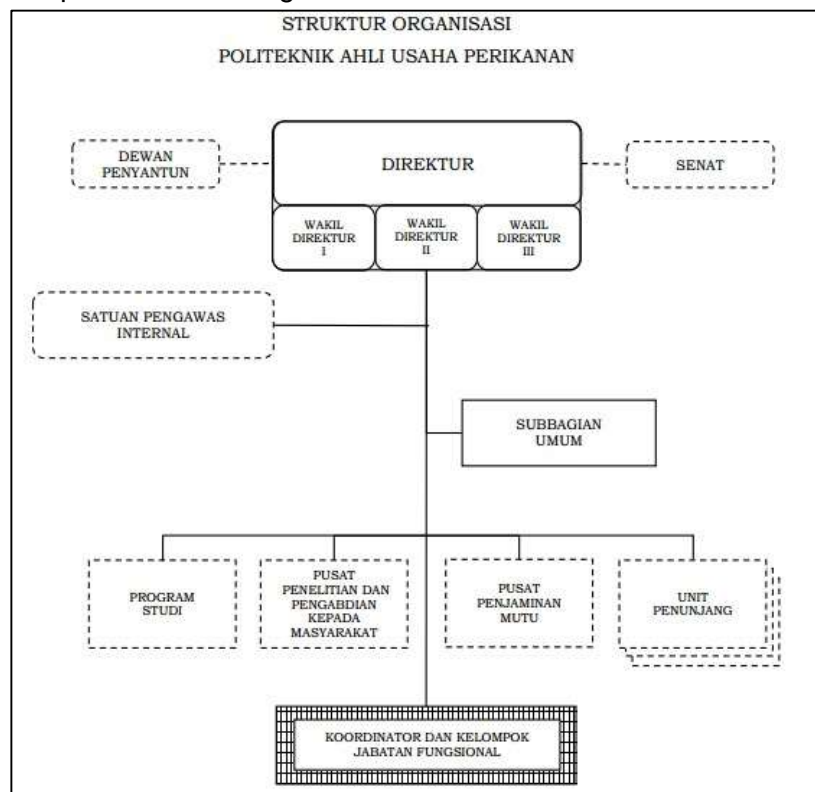 STRUKTUR ORGANISASI
POLITEKNIK AHLI USAHA PERIKANAN
DEWAN
PENYANTUN
DIREKTUR
SENAT
WAKIL
DIREKTUR
I
WAKIL
DIREKTUR
II
WAKIL
DIREKTUR
III
SATUAN PENGAWAS
INTERNAL
SUBBAGIAN
UMUM
PROGRAM
STUDI
PUSAT
PENELITIAN DAN
PENGABDIAN
KEPADA
MASYARAKAT
PUSAT
PENJAMINAN
MUTU
UNIT
PENUNJANG
KOORDINATOR DAN KELOMPOK
JABATAN FUNGSIONAL